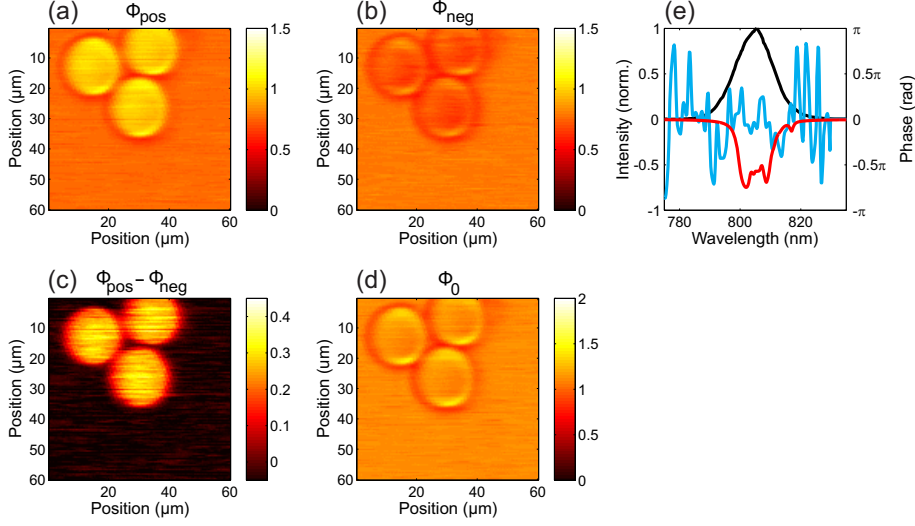 (a)
Φpos
1.5
1
0.5
0
10
20
30
40
50
60
20
40
60
Position (µm)
Position (µm)
(b)
Φneg
1.5
1
0.5
0
10
20
30
40
50
60
20
40
60
Position (µm)
Position (µm)
(e)
1
0.5
0
-0.5
-1
π
0.5π
0
-0.5π
-π
780
800
820
Intensity (norm.)
Phase (rad)
Wavelength (nm)
(c)
Φpos – Φneg
0.4
0.3
0.2
0.1
0
10
20
30
40
50
60
20
40
60
Position (µm)
Position (µm)
(d)
Φ0
2
1.5
1
0.5
0
10
20
30
40
50
60
20
40
60
Position (µm)
Position (µm)